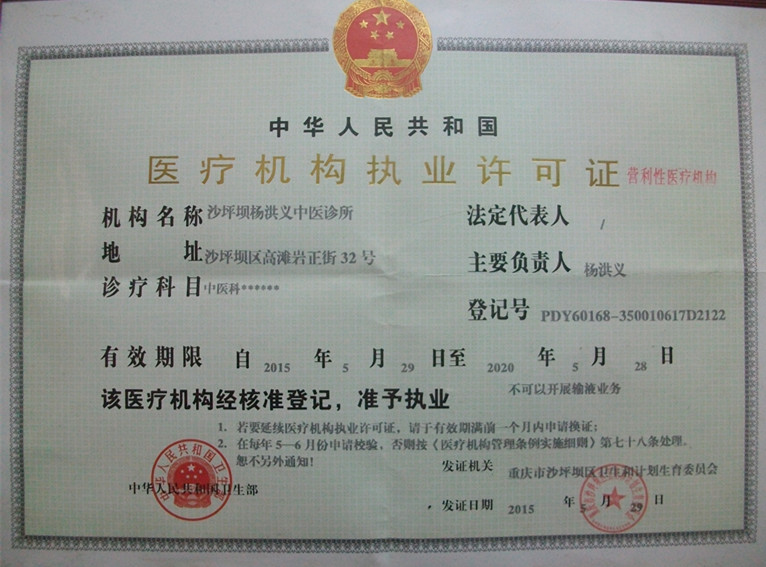 中华人民共和国
医疗机构执业许可证 营利性医疗机构
机构名称 沙坪坝杨洪义中医诊所
法定代表人 /
地址 沙坪坝区高滩岩正街 32 号
主要负责人 杨洪义
诊疗科目 中医科******
登记号 PDY60168-350010617D2122
有效期限 自 2015 年 5 月 29 日至 2020 年 5 月 28 日
该医疗机构经核准登记，准予执业
不可以开展输液业务
1. 若要延续医疗机构执业许可证，请于有效期满前一个月内申请换证；
2. 在每年 5—6 月份申请校验，否则按《医疗机构管理条例实施细则》第七十八条处理。
恕不另外通知！
发证机关 重庆市沙坪坝区卫生和计划生育委员会
中华人民共和国卫生部
中华人民共和国卫生部
发证日期 2015 年 5 月 29 日